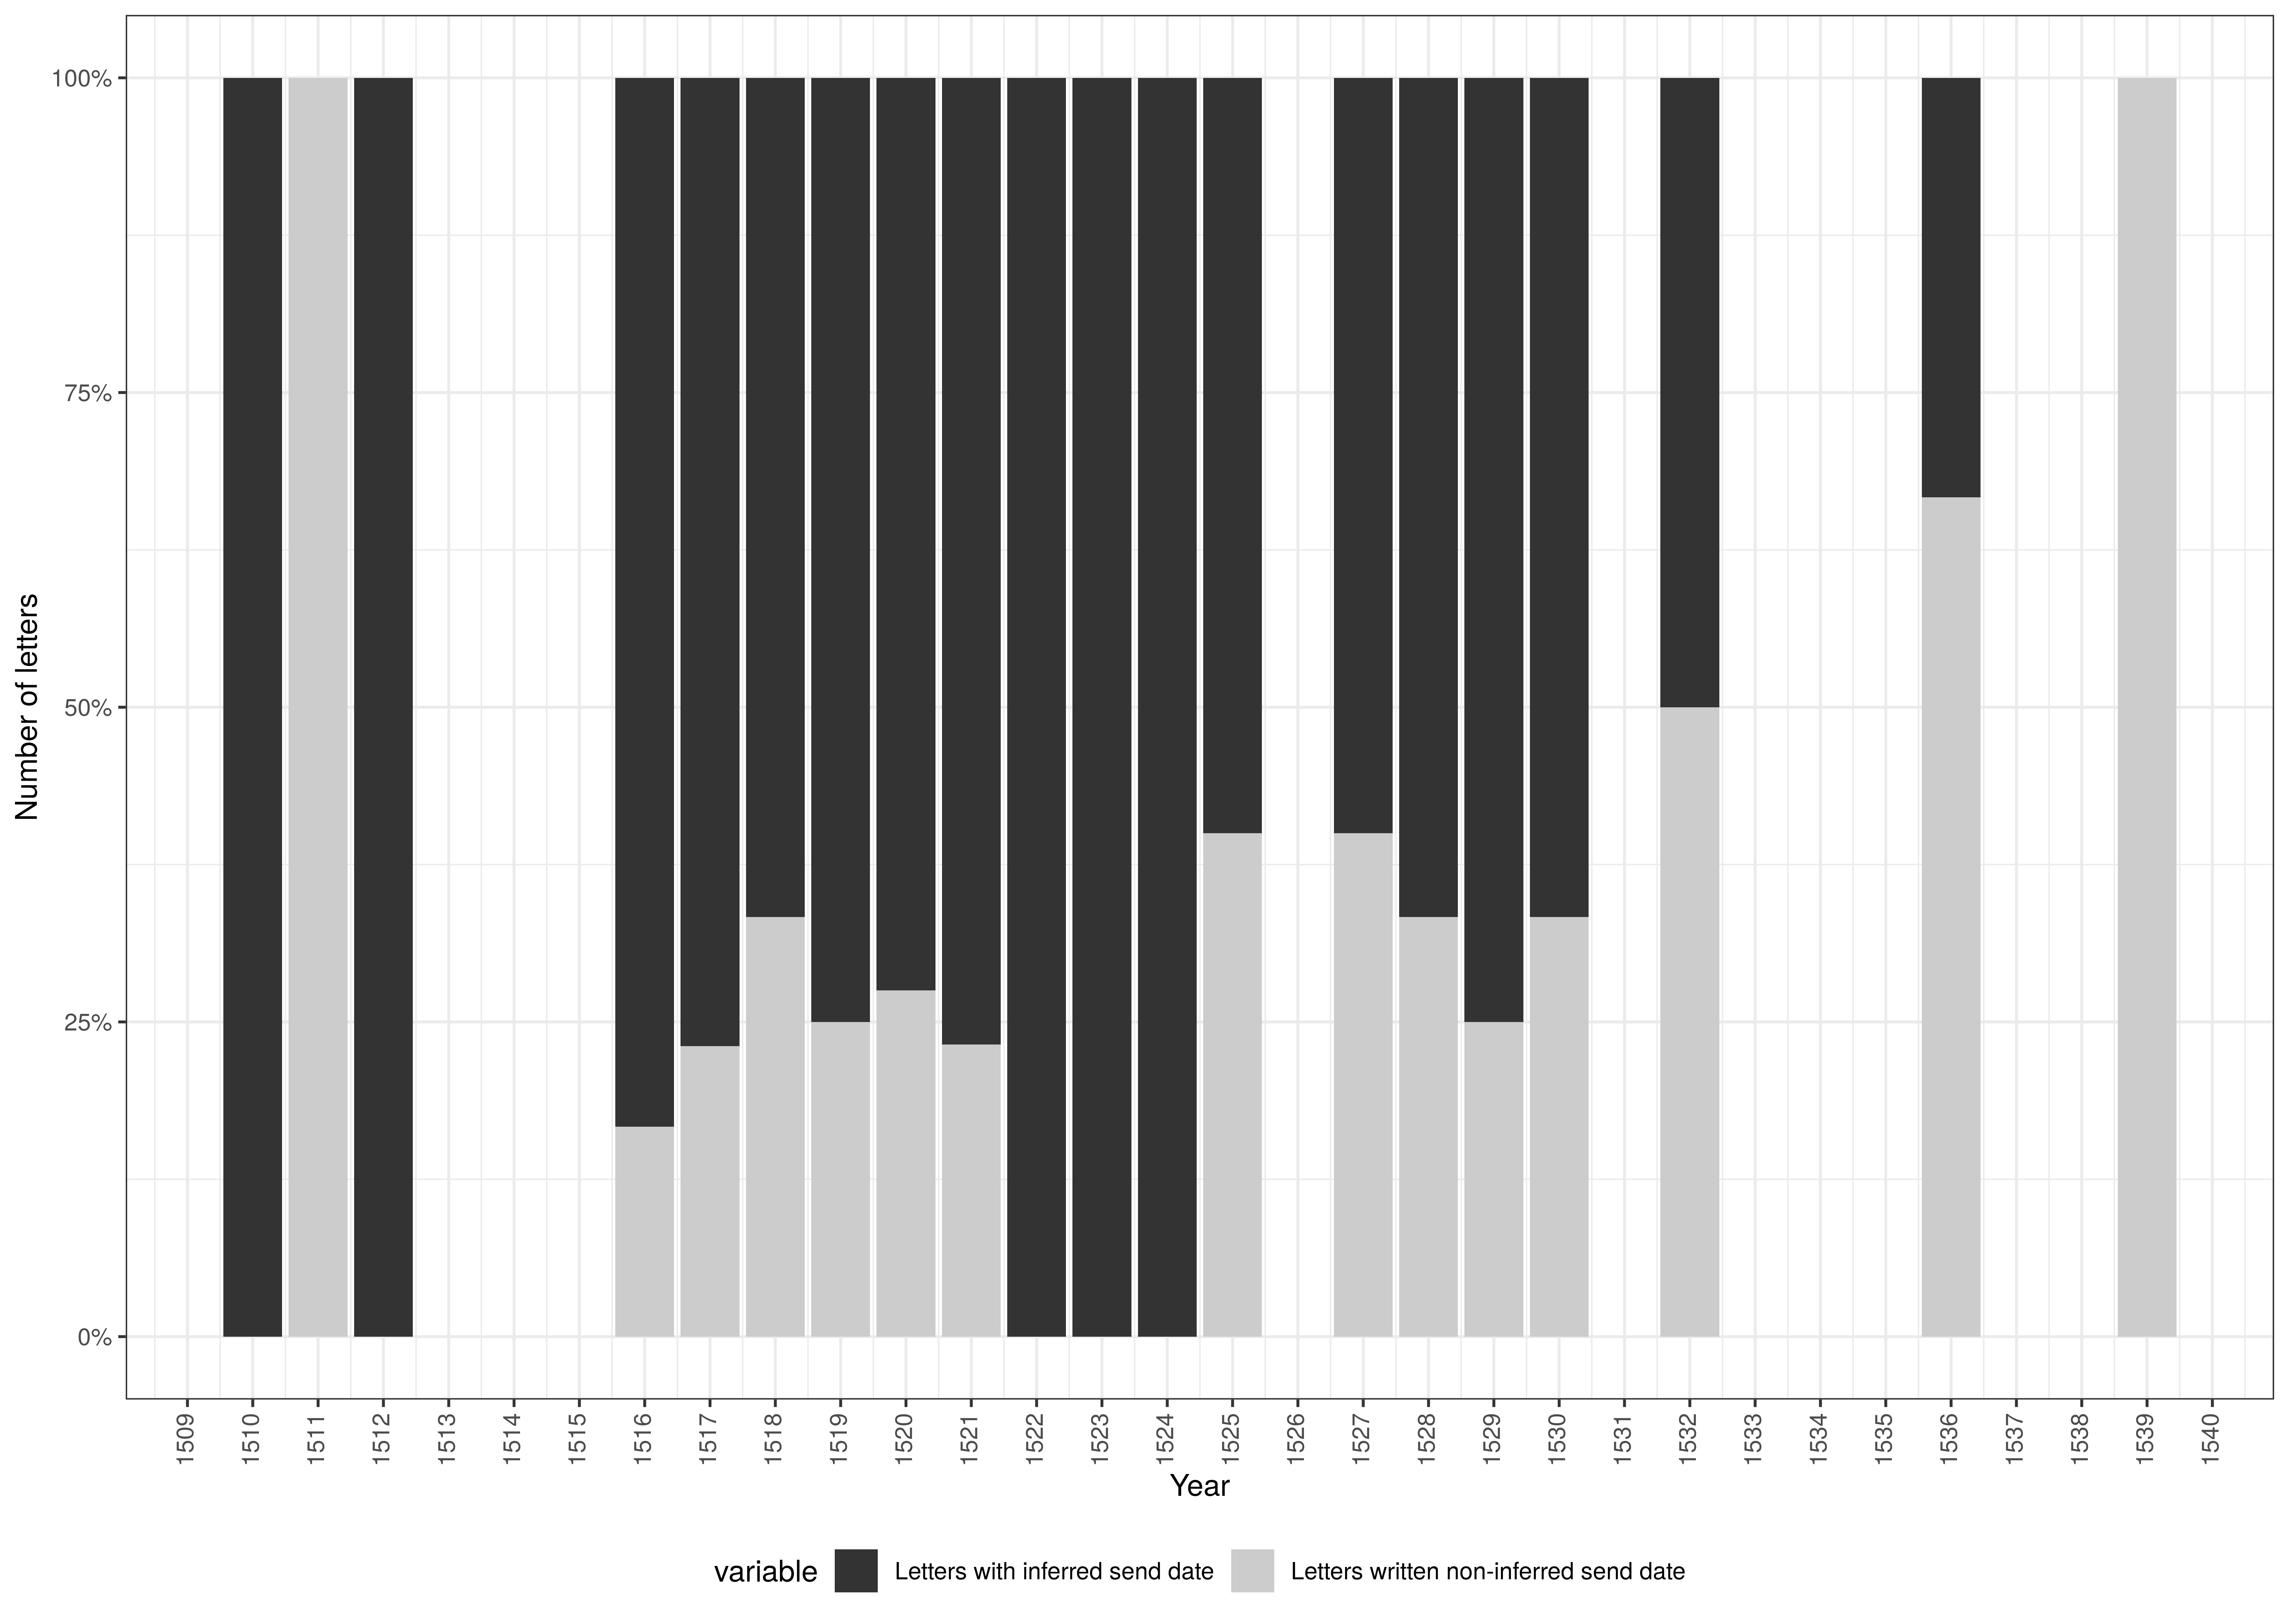 Number of letters
100%
75%
50%
25%
0%
1509 1510 1511 1512 1513 1514 1515 1516 1517 1518 1519 1520 1521 1522 1523 1524 1525 1526 1527 1528 1529 1530 1531 1532 1533 1534 1535 1536 1537 1538 1539 1540
Year
variable Letters with inferred send date Letters written non-inferred send date